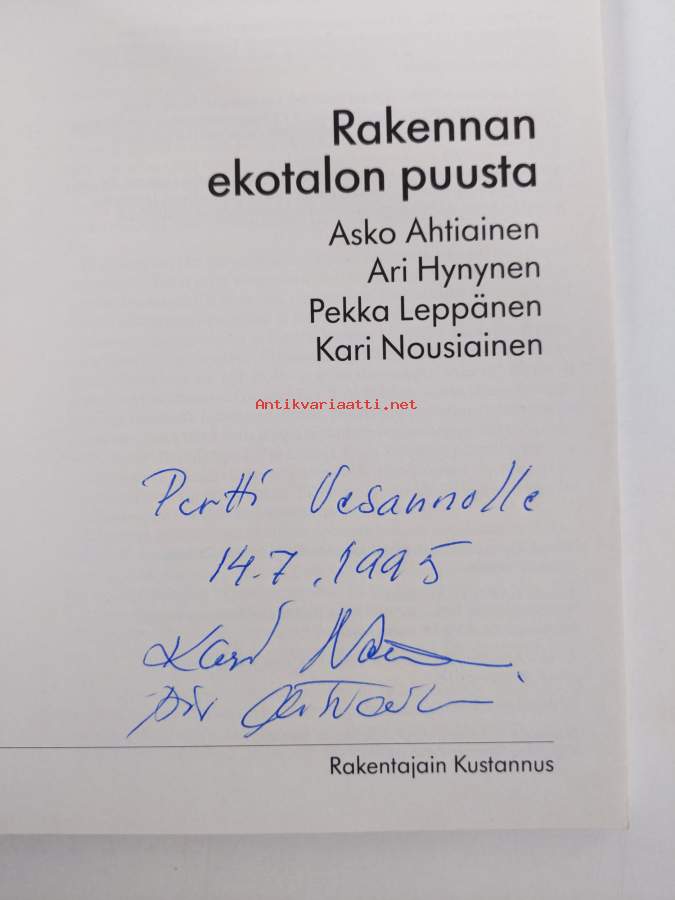 Rakennan
ekotalon puusta
Asko Ahtiainen
Ari Hynynen
Pekka Leppänen
Kari Nousiainen
Antikvariaatti.net
Pertti Vesannolle
14.7.1995
Kari
Rakentajain Kustannus